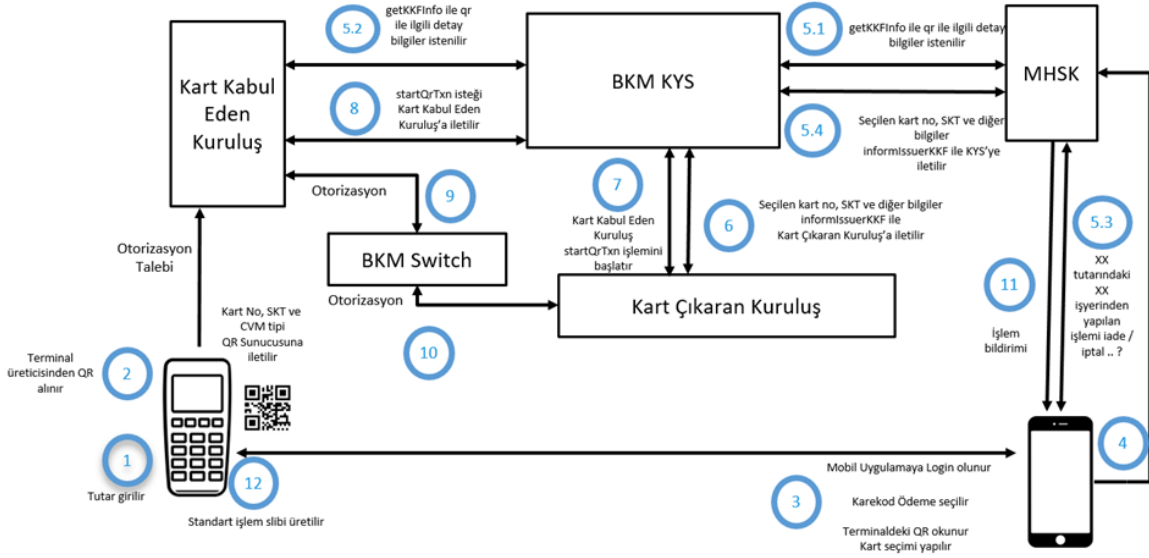 5.2
getKKFInfo ile qr
ile ilgili detay
bilgiler istenilir
5.1
getKKFInfo ile qr ile ilgili detay
bilgiler istenilir
Kart Kabul
Eden
Kuruluş
BKM KYS
MHSK
8
startQrTxn isteği
Kart Kabul Eden
Kuruluş'a iletilir
5.4
Seçilen kart no, SKT ve diğer
bilgiler
informIssuerKKF ile KYS'ye
iletilir
Otorizasyon
9
7
Kart Kabul Eden
Kuruluş
startQrTxn işlemini
başlatır
6
Seçilen kart no, SKT ve diğer bilgiler
informIssuerKKF ile
Kart Çıkaran Kuruluş'a iletilir
5.3
XX
tutarındaki
XX
işyerinden
yapılan
işlemi iade /
iptal .. ?
Otorizasyon
Talebi
BKM Switch
Otorizasyon
Kart Çıkaran Kuruluş
11
İşlem
bildirimi
10
Kart No, SKT ve
CVM tipi
QR Sunucusuna
iletilir
Terminal
üreticisinden QR
alınır
2
1
Tutar girilir
12
Standart işlem slibi üretilir
4
Mobil Uygulamaya Login olunur
3
Karekod Ödeme seçilir
Terminaldeki QR okunur
Kart seçimi yapılır